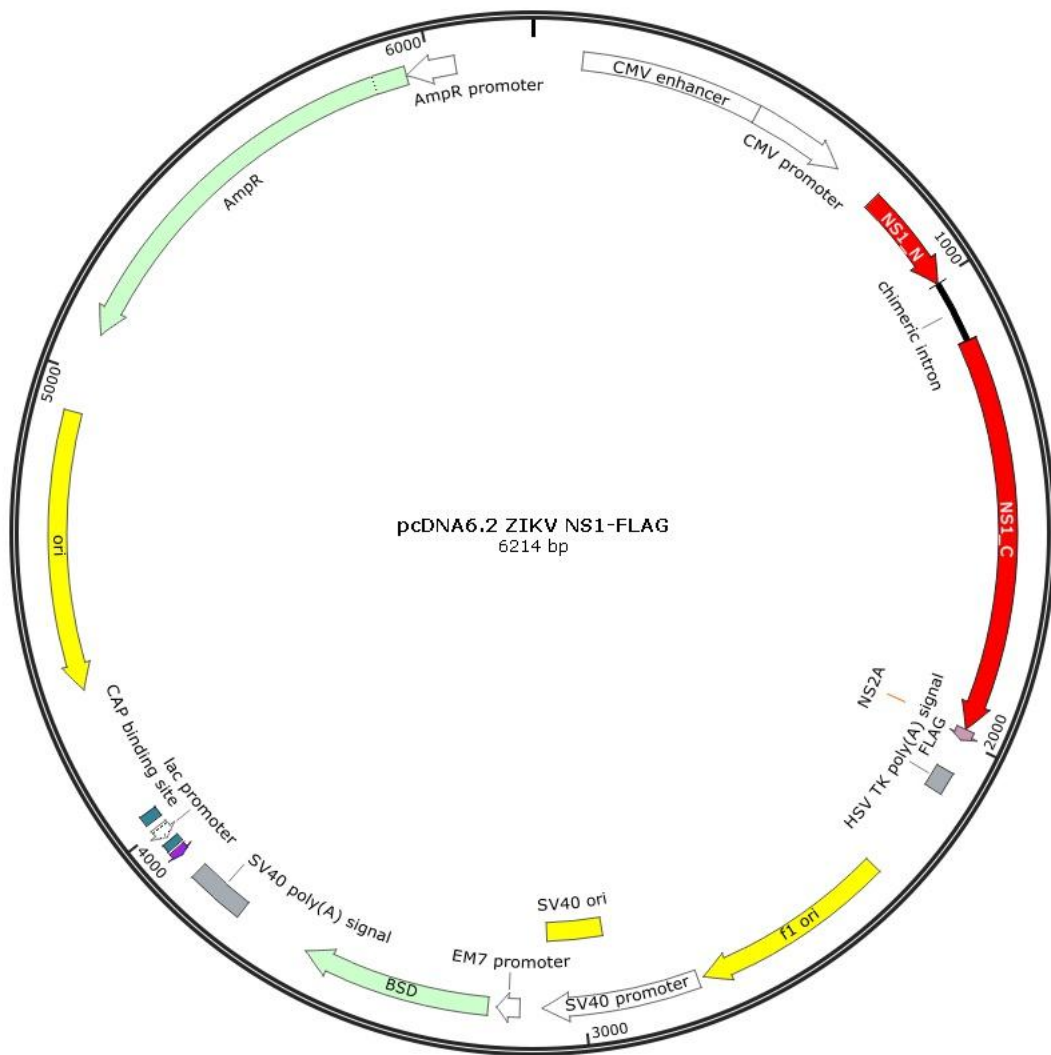 6000
AmpR promoter
AmpR
CMV enhancer
CMV promoter
NS1_N
1000
chimeric intron
NS1_C
5000
ori
pcDNA6.2 ZIKV NS1-FLAG
6214 bp
NS2A
FLAG
2000
HSV TK poly(A) signal
CAP binding site
lac promoter
4000
SV40 poly(A) signal
SV40 ori
f1 ori
EM7 promoter
BSD
SV40 promoter
3000